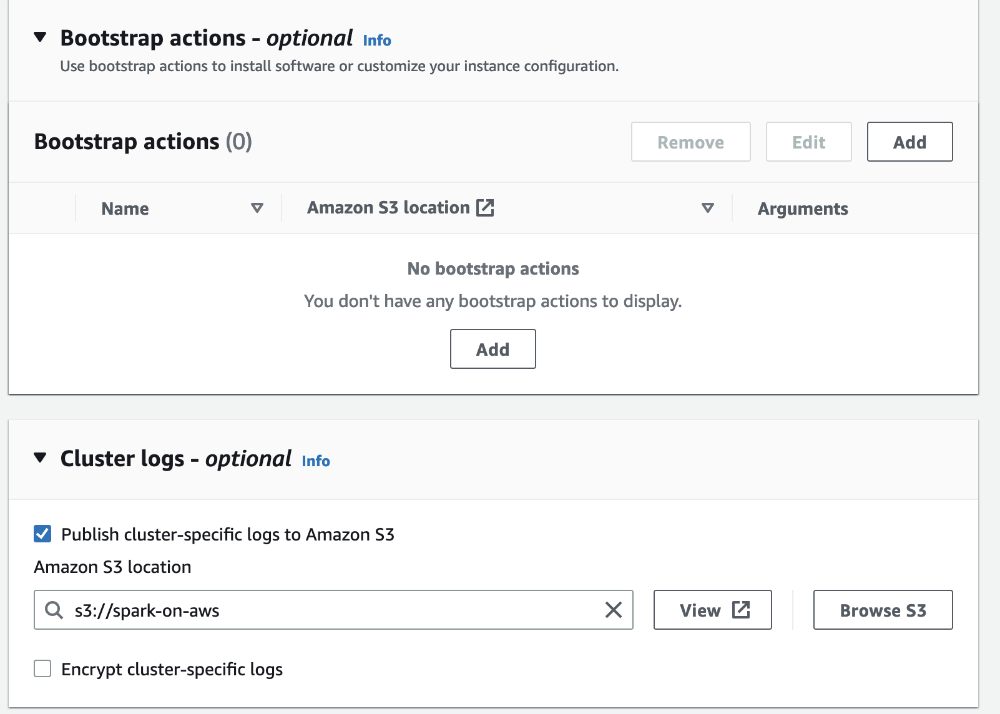 Bootstrap actions - optional Info
Use bootstrap actions to install software or customize your instance configuration.
Bootstrap actions (0)
Remove
Edit
Add
Name
Amazon S3 location
Arguments
No bootstrap actions
You don't have any bootstrap actions to display.
Add
Cluster logs - optional Info
Publish cluster-specific logs to Amazon S3
Amazon S3 location
s3://spark-on-aws
View
Browse S3
Encrypt cluster-specific logs